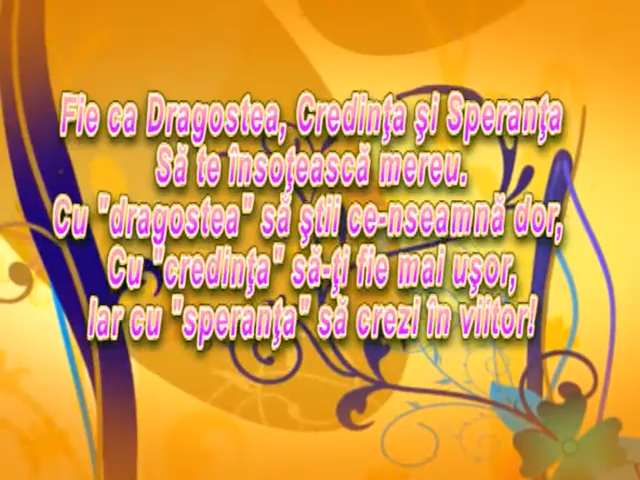 Fie ca Dragostea, Credinţa şi Speranţa
Să te însoţească mereu.
Cu "dragostea" să ştii ce-nseamnă dor,
Cu "credinţa" să-ţi fie mai uşor,
Iar cu "speranţa" să crezi în viitor!